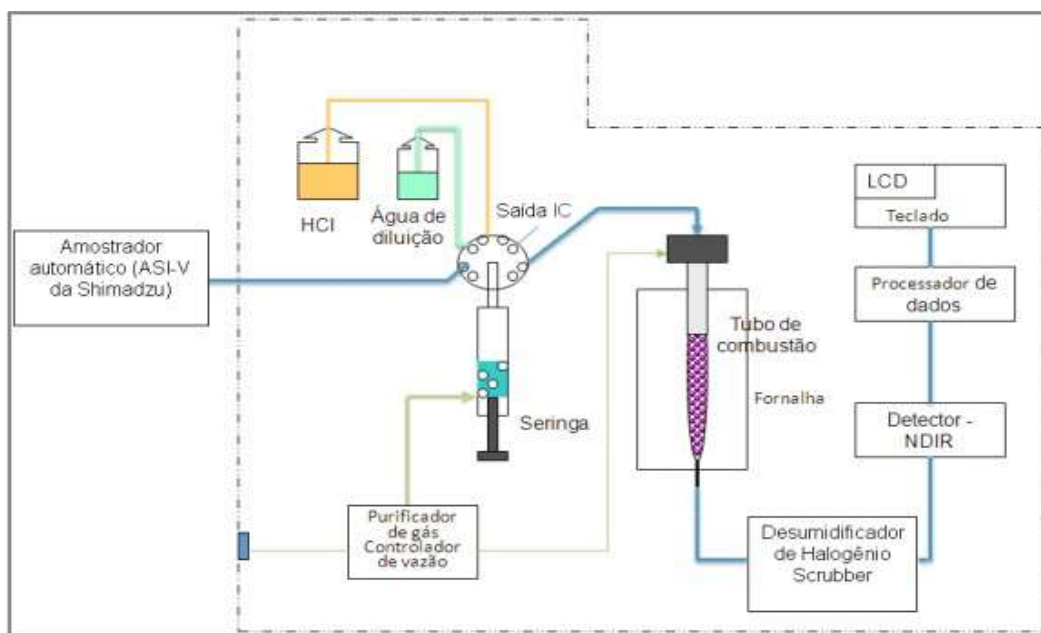 HCl
Água de
diluição
Saída IC
Amostrador
automático (ASI-V
da Shimadzu)
LCD
Teclado
Processador de
dados
Tubo de
combustão
Fornalha
Seringa
Detector -
NDIR
Purificador
de gás
Controlador
de vazão
Desumidificador
de Halogênio
Scrubber